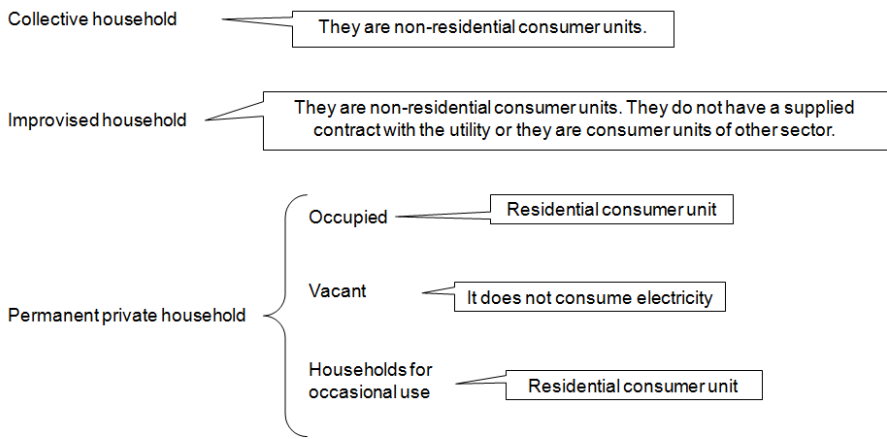 Collective household
They are non-residential consumer units.
Improvised household
They are non-residential consumer units. They do not have a supplied
contract with the utility or they are consumer units of other sector.
Permanent private household
Occupied
Residential consumer unit
Vacant
It does not consume electricity
Households for
occasional use
Residential consumer unit